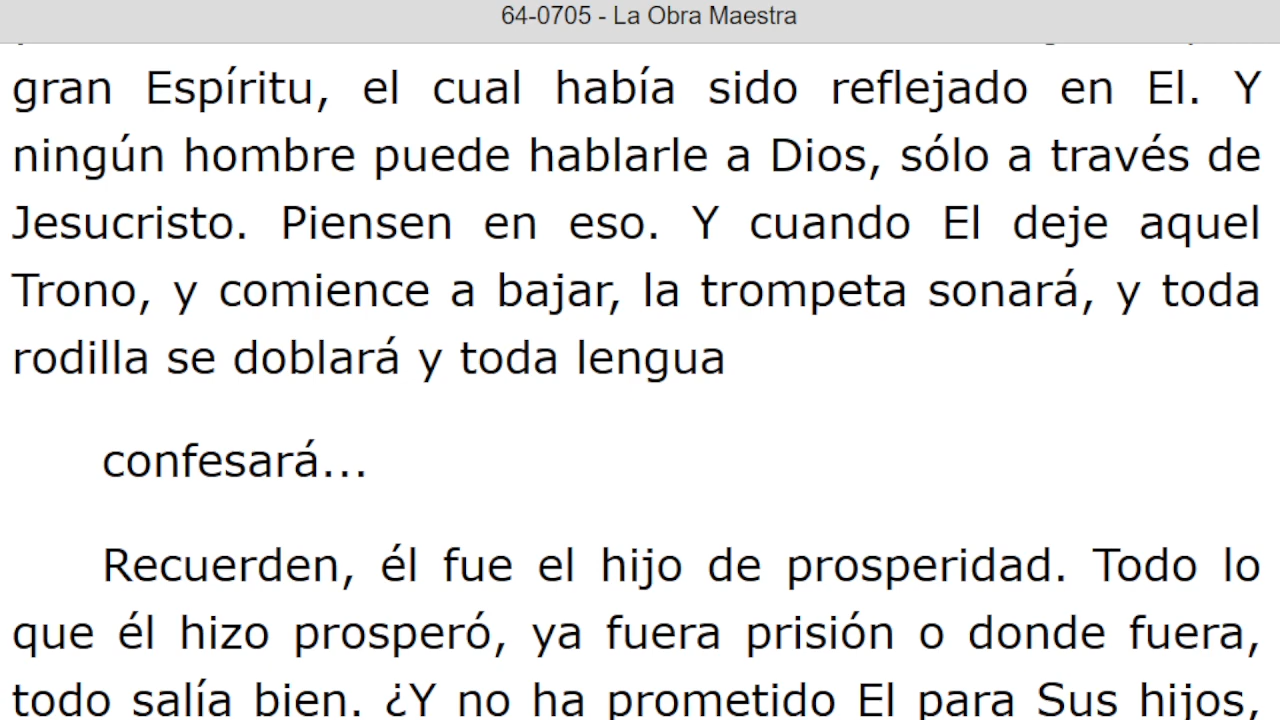 64-0705 - La Obra Maestra
gran Espíritu, el cual había sido reflejado en El. Y
ningún hombre puede hablarle a Dios, sólo a través de
Jesucristo. Piensen en eso. Y cuando El deje aquel
Trono, y comience a bajar, la trompeta sonará, y toda
rodilla se doblará y toda lengua
confesará...
Recuerden, él fue el hijo de prosperidad. Todo lo
que él hizo prosperó, ya fuera prisión o donde fuera,
todo salía bien. ¿Y no ha prometido El para Sus hijos,